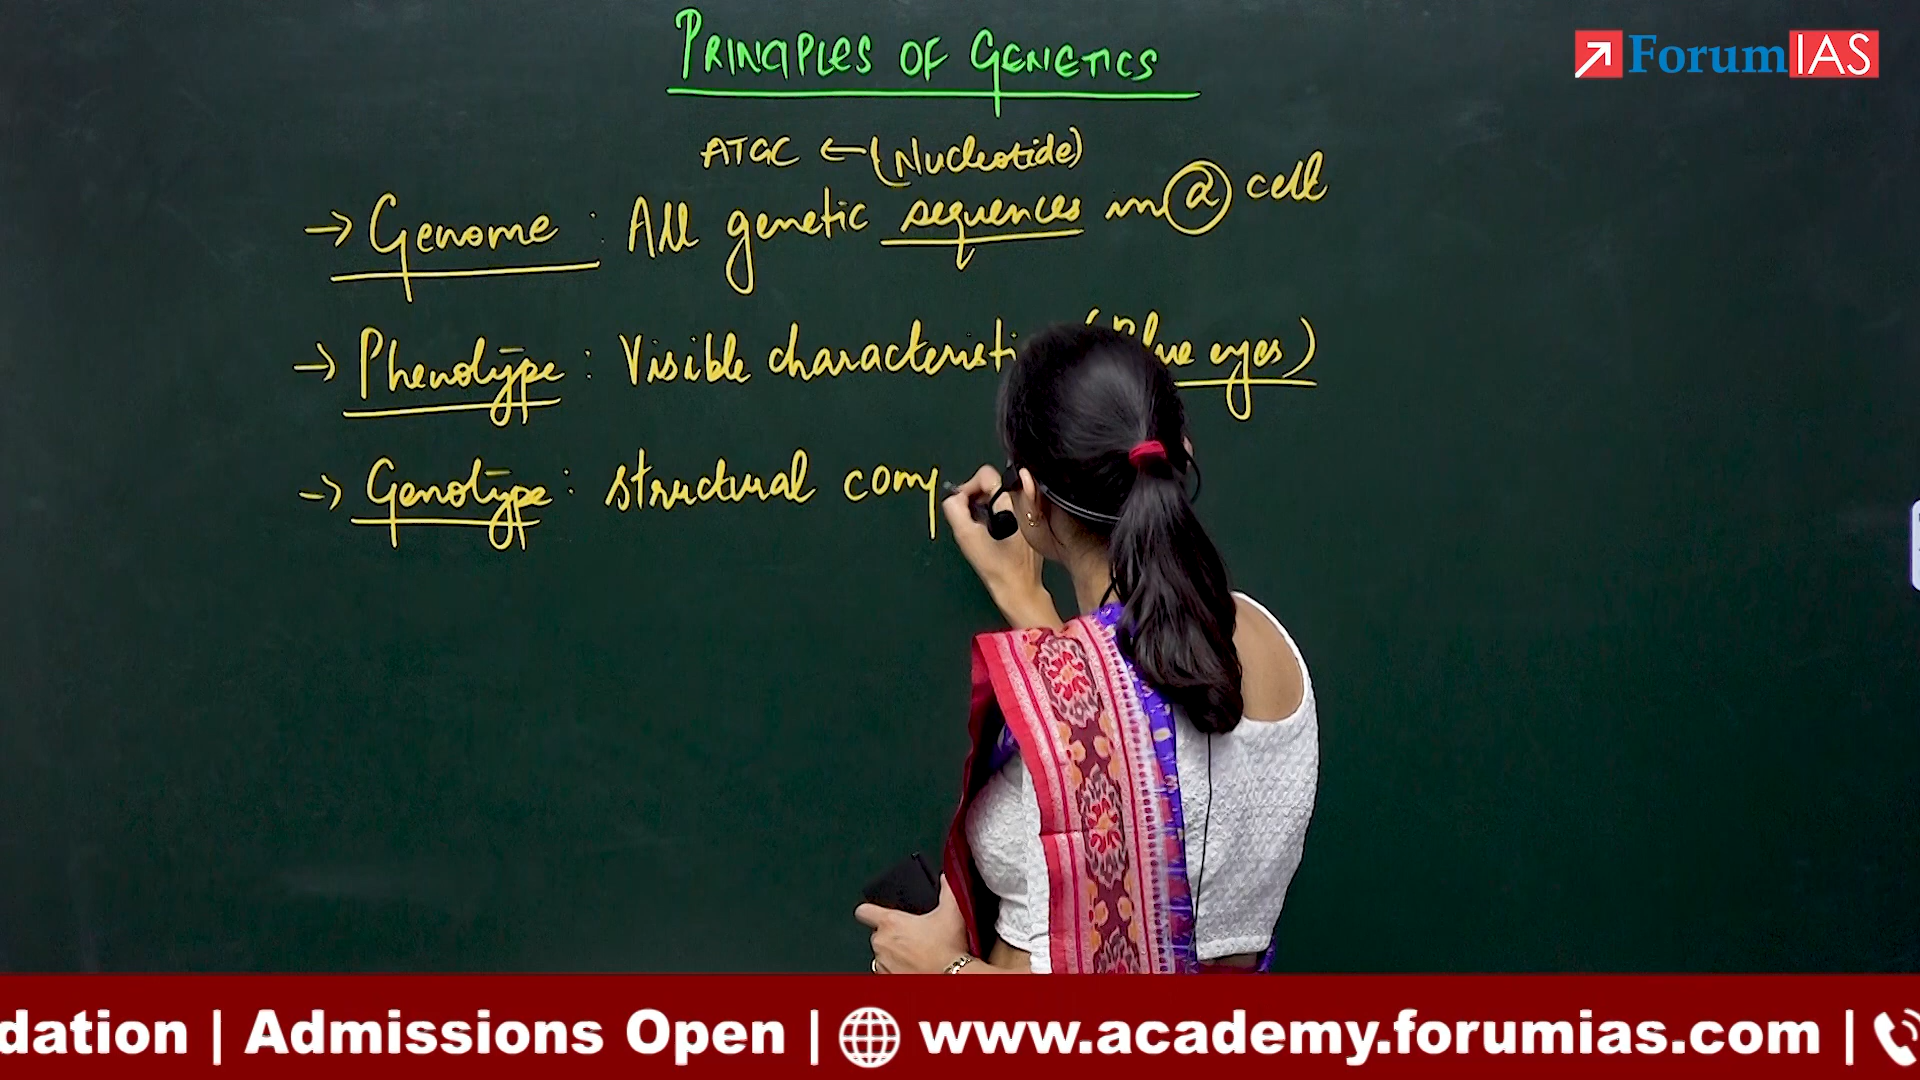 PRINCIPLES OF GENETICS
ForumIAS
ATGC ← (Nucleotide)
→ Genome : All genetic sequences in a cell
→ Phenotype : Visible characteristi (Blue eyes)
→ Genotype : structural comp
dation | Admissions Open | www.academy.forumias.com |